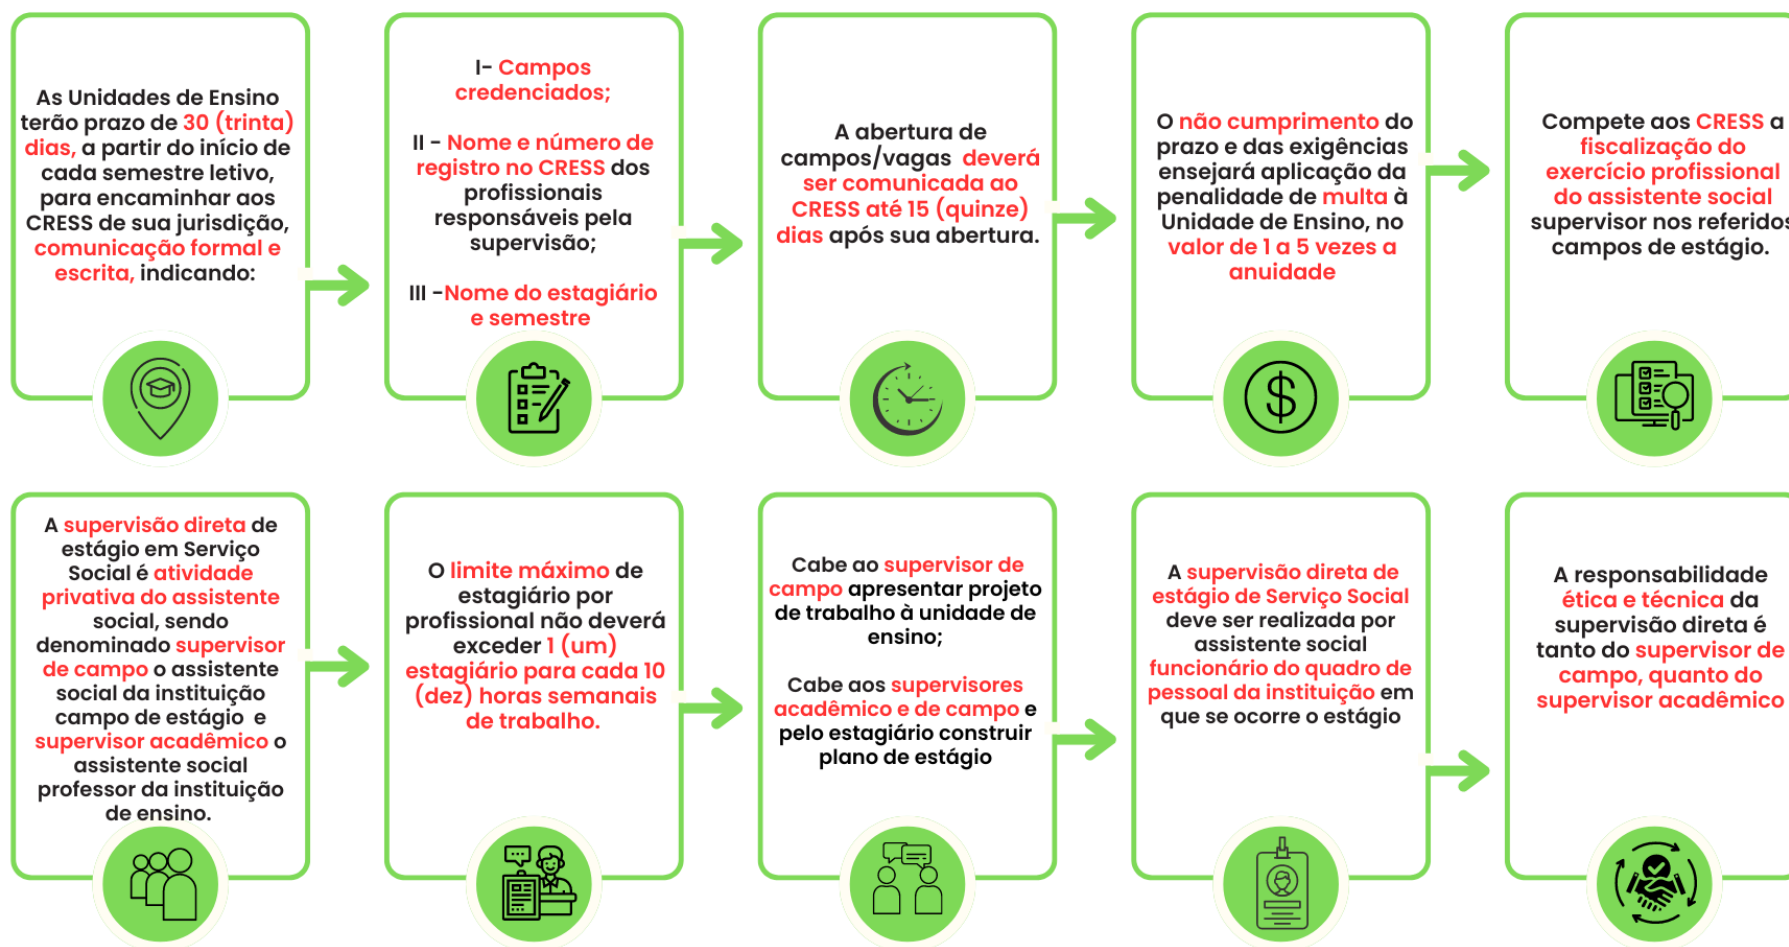 As Unidades de Ensino
terão prazo de 30 (trinta)
dias, a partir do início de
cada semestre letivo,
para encaminhar aos
CRESS de sua jurisdição,
comunicação formal e
escrita, indicando:
I- Campos
credenciados;
II - Nome e número de
registro no CRESS dos
profissionais
responsáveis pela
supervisão;
III -Nome do estagiário
e semestre
A abertura de
campos/vagas deverá
ser comunicada ao
CRESS até 15 (quinze)
dias após sua abertura.
O não cumprimento do
prazo e das exigências
ensejará aplicação da
penalidade de multa à
Unidade de Ensino, no
valor de 1 a 5 vezes a
anuidade
Compete aos CRESS a
fiscalização do
exercício profissional
do assistente social
supervisor nos referidos
campos de estágio.
A supervisão direta de
estágio em Serviço
Social é atividade
privativa do assistente
social, sendo
denominado supervisor
de campo o assistente
social da instituição
campo de estágio e
supervisor acadêmico o
assistente social
professor da instituição
de ensino.
O limite máximo de
estagiário por
profissional não deverá
exceder 1 (um)
estagiário para cada 10
(dez) horas semanais
de trabalho.
Cabe ao supervisor de
campo apresentar projeto
de trabalho à unidade de
ensino;
Cabe aos supervisores
acadêmico e de campo e
pelo estagiário construir
plano de estágio
A supervisão direta de
estágio de Serviço Social
deve ser realizada por
assistente social
funcionário do quadro de
pessoal da instituição em
que se ocorre o estágio
A responsabilidade
ética e técnica da
supervisão direta é
tanto do supervisor de
campo, quanto do
supervisor acadêmico